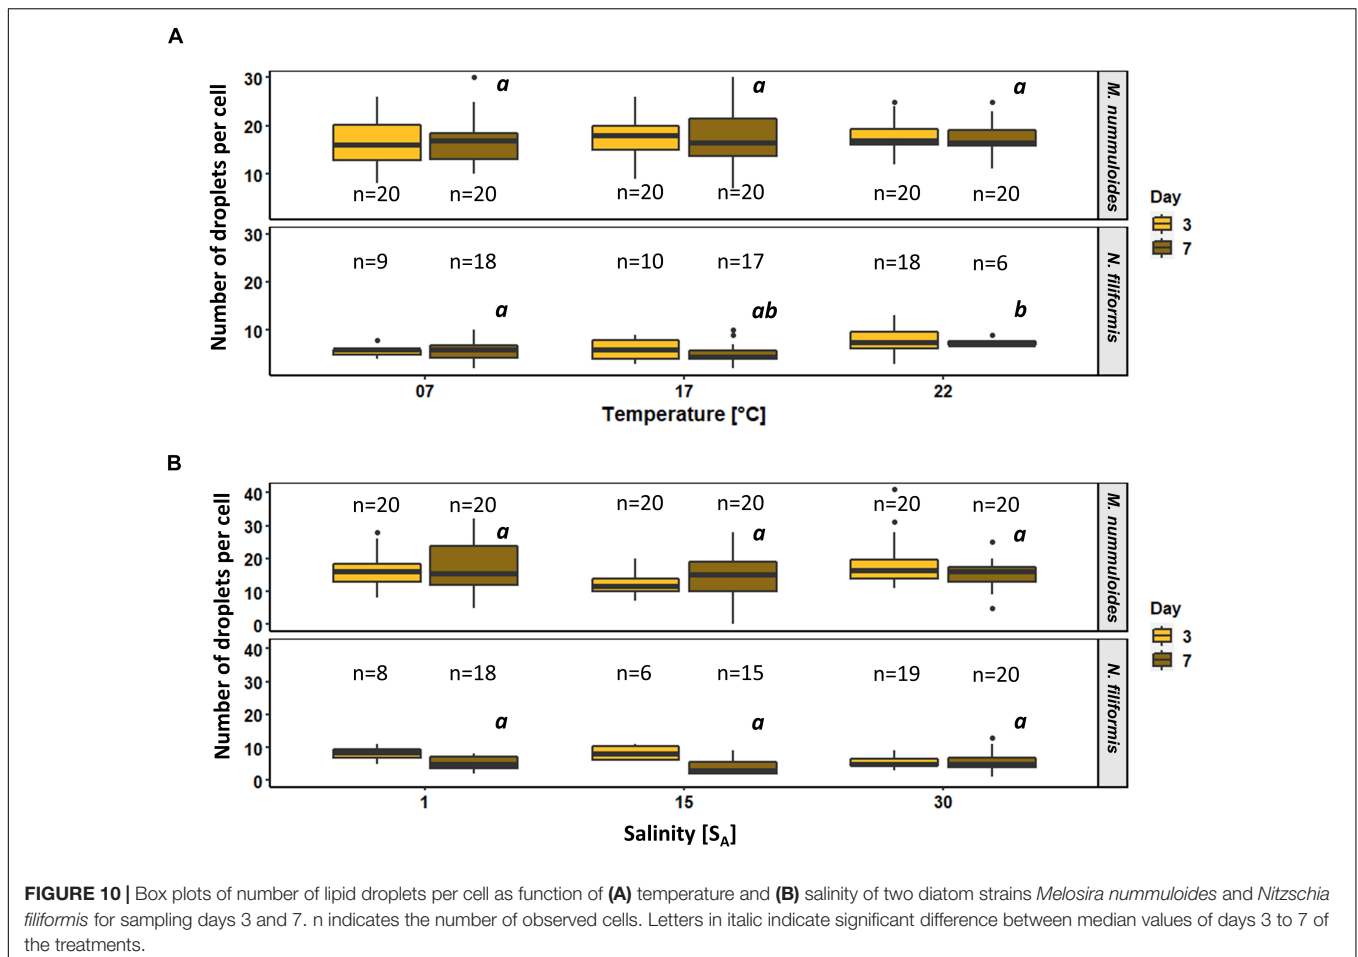 A
Number of droplets per cell
30
20
10
a
a
a
n=20
n=20
n=20
n=20
n=20
n=20
M. nummuloides
30
20
10
n=9
n=18
n=10
n=17
n=18
n=6
a
ab
b
N. filiformis
07
17
22
Temperature [°C]
Day
3
7
B
Number of droplets per cell
40
30
20
10
0
n=20
n=20
n=20
n=20
n=20
n=20
a
a
a
M. nummuloides
40
30
20
10
0
n=8
n=18
n=6
n=15
n=19
n=20
a
a
a
N. filiformis
1
15
30
Salinity [SA]
Day
3
7
FIGURE 10 | Box plots of number of lipid droplets per cell as function of (A) temperature and (B) salinity of two diatom strains Melosira nummuloides and Nitzschia
filiformis for sampling days 3 and 7. n indicates the number of observed cells. Letters in italic indicate significant difference between median values of days 3 to 7 of
the treatments.